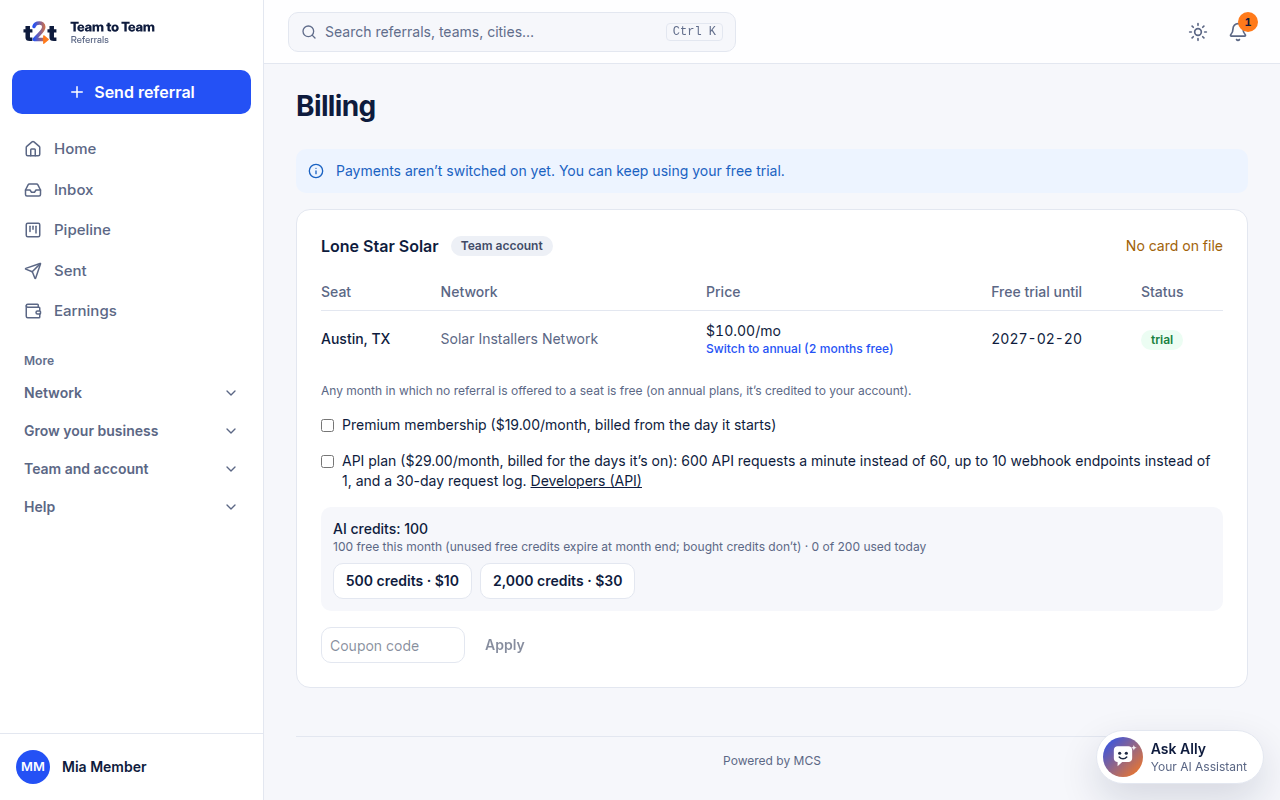 t2t
Team to Team
Referrals
Send referral
Home
Inbox
Pipeline
Sent
Earnings
More
Network
Grow your business
Team and account
Help
MM
Mia Member
Search referrals, teams, cities...
Ctrl K
1
Billing
Payments aren’t switched on yet. You can keep using your free trial.
Lone Star Solar
Team account
No card on file
Seat Network Price Free trial until Status
Austin, TX Solar Installers Network $10.00/mo 2027-02-20 trial
Switch to annual (2 months free)
Any month in which no referral is offered to a seat is free (on annual plans, it’s credited to your account).
Premium membership ($19.00/month, billed from the day it starts)
API plan ($29.00/month, billed for the days it’s on): 600 API requests a minute instead of 60, up to 10 webhook endpoints instead of
1, and a 30-day request log. Developers (API)
AI credits: 100
100 free this month (unused free credits expire at month end; bought credits don’t) · 0 of 200 used today
500 credits · $10
2,000 credits · $30
Coupon code
Apply
Powered by MCS
Ask Ally
Your AI Assistant